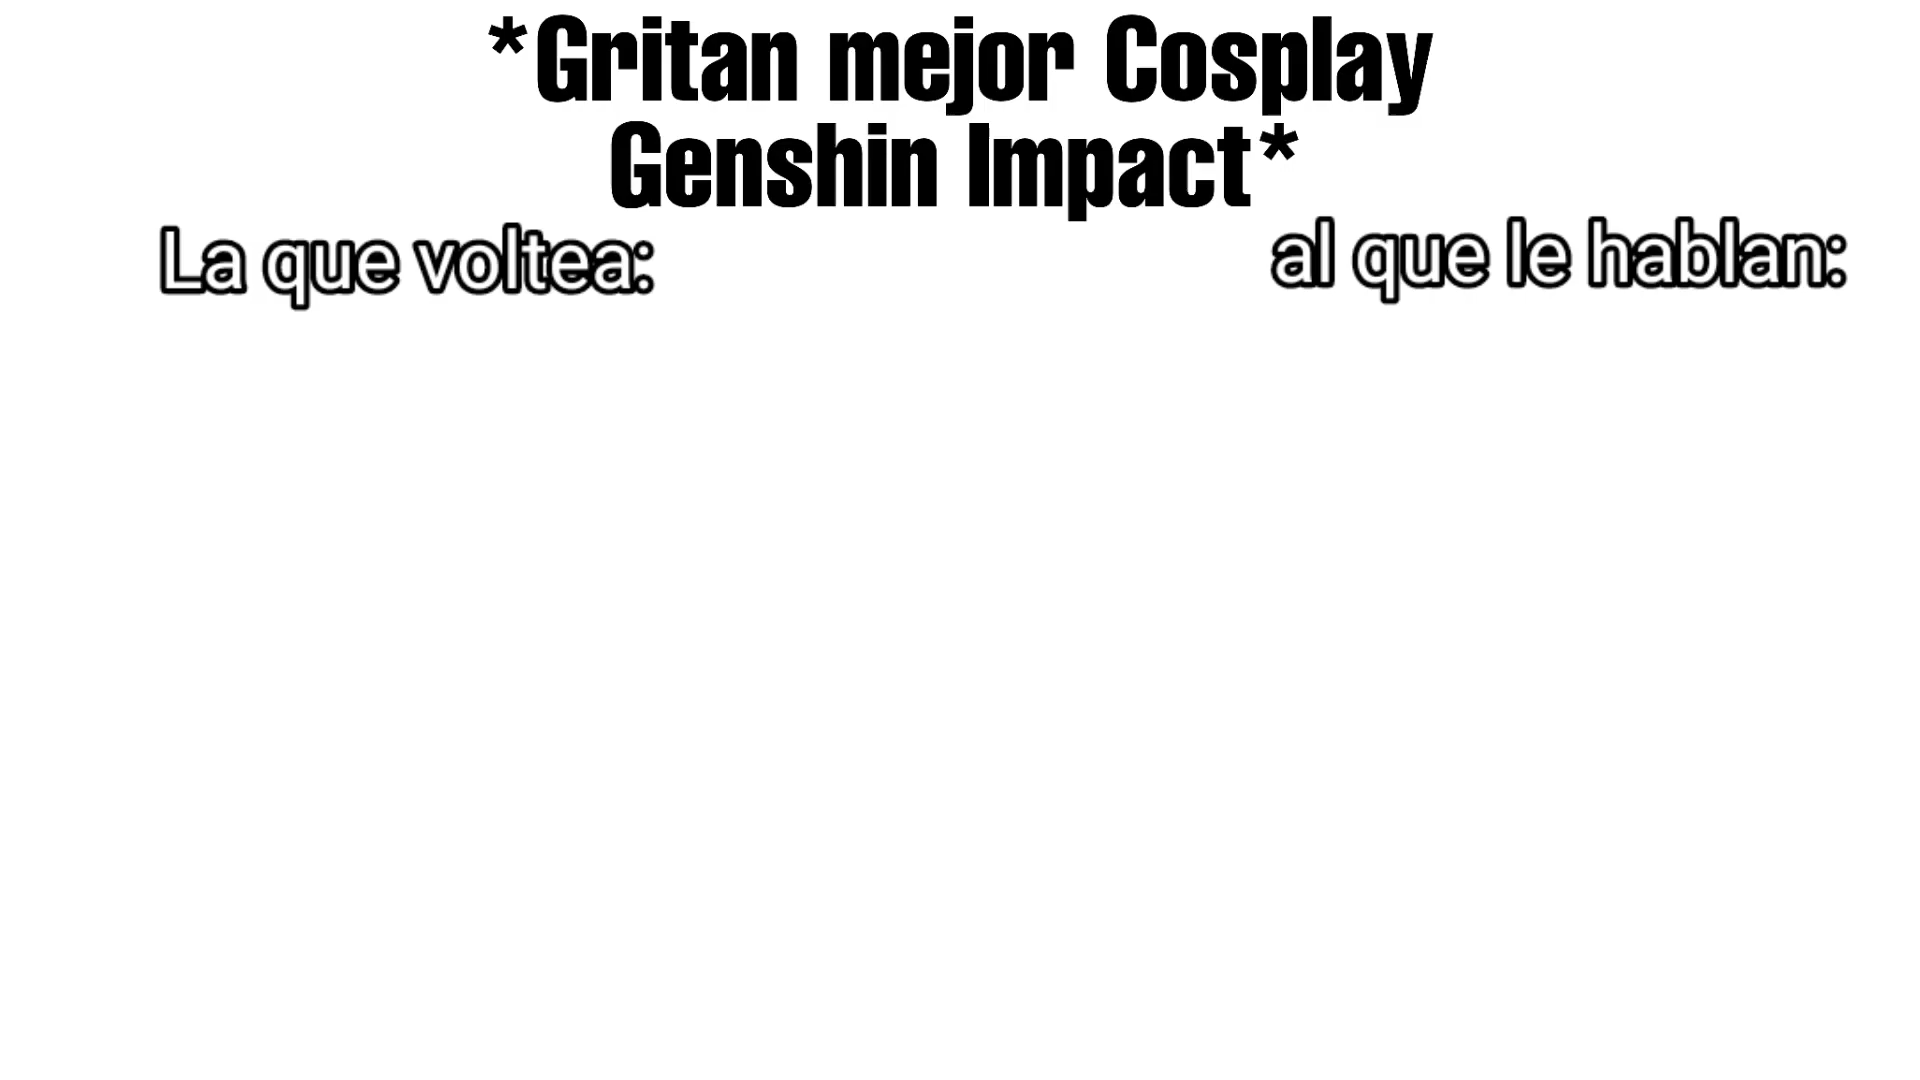 *Gritan mejor Cosplay
Genshin Impact*
La que voltea:
al que le hablan: